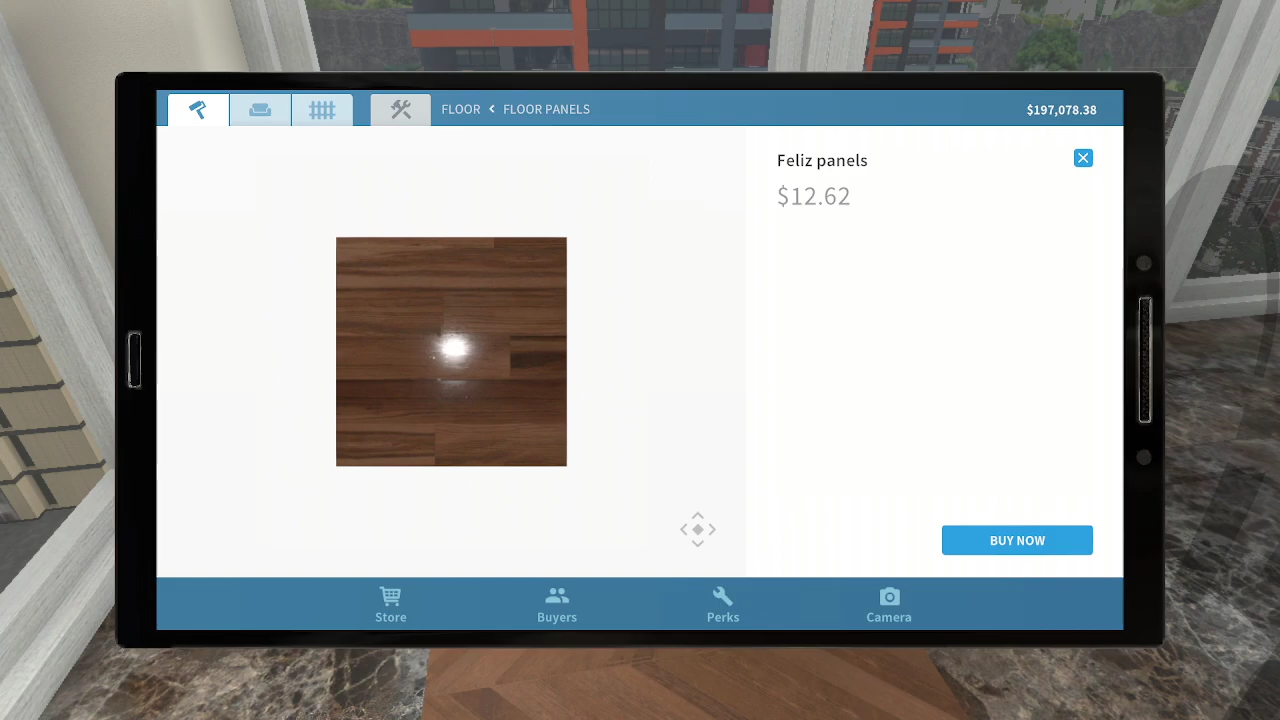 FLOOR < FLOOR PANELS
$197,078.38
Feliz panels
$12.62
BUY NOW
Store
Buyers
Perks
Camera